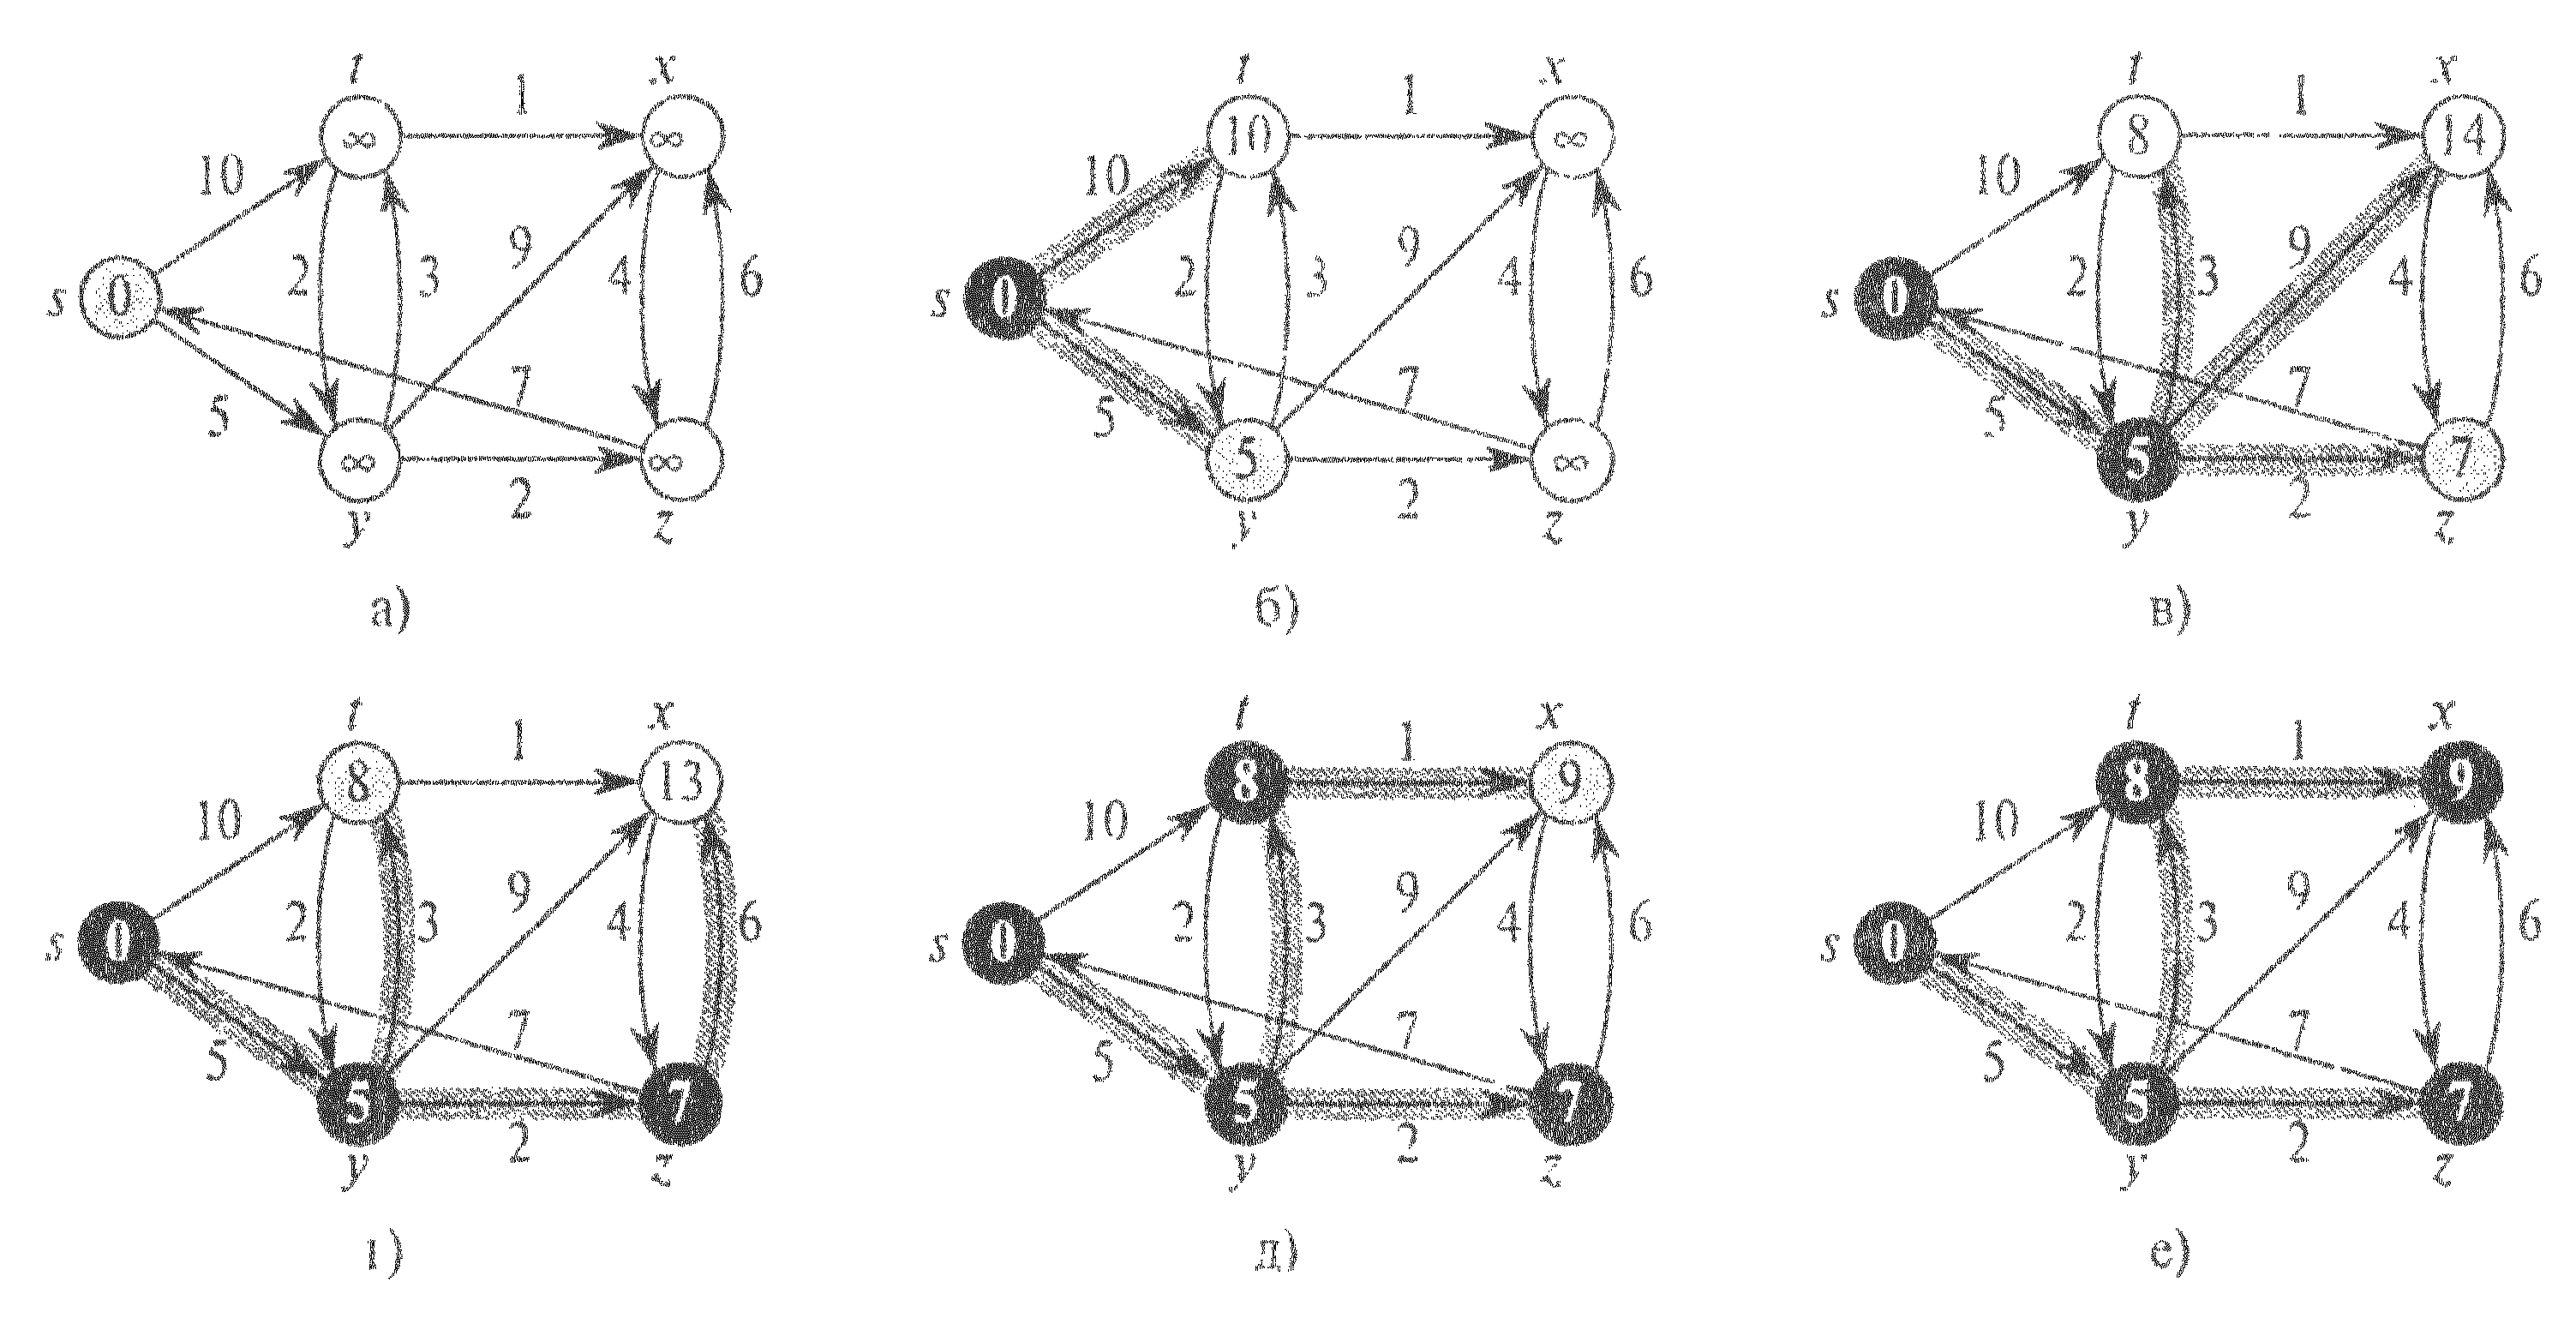 t x t x t x
1 1 1
∞ ∞ 10 ∞ 8 14
10 10 10
9 9 9
2 3 4 6 2 3 4 6 2 3 4 6
s 0 s 0 s 0
7 7 7
5 5 5
∞ ∞ 5 ∞ 5 7
2 2 2
y z y z y z
а) б) в)
t x t x t x
1 1 1
8 13 8 9 8 9
10 10 10
9 9 9
2 3 4 6 2 3 4 6 2 3 4 6
s 0 s 0 s 0
7 7 7
5 5 5
5 7 5 7 5 7
2 2 2
y z y z y z
г) д) е)